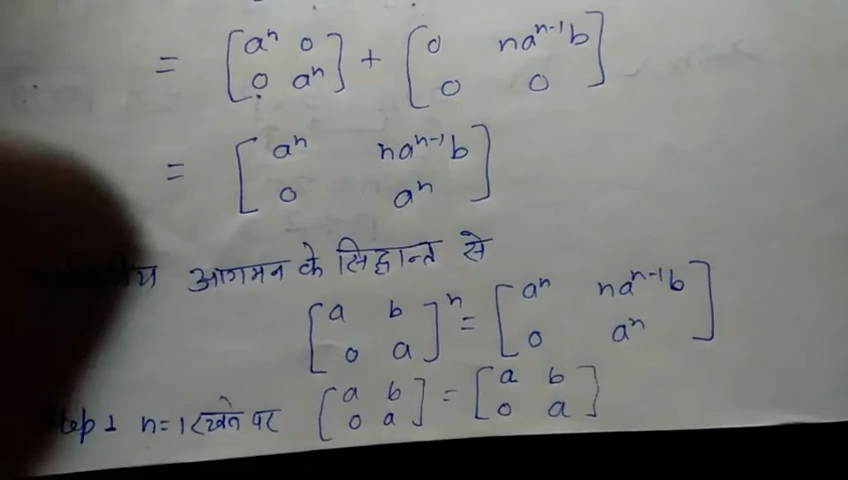 = [aⁿ 0 0 aⁿ] + [0 naⁿ⁻¹b 0 0]
= [aⁿ naⁿ⁻¹b 0 aⁿ]
आगमन के सिद्धान्त से
[a b 0 a]ⁿ = [aⁿ naⁿ⁻¹b 0 aⁿ]
n=1 रखने पर [a b 0 a] = [a b 0 a]